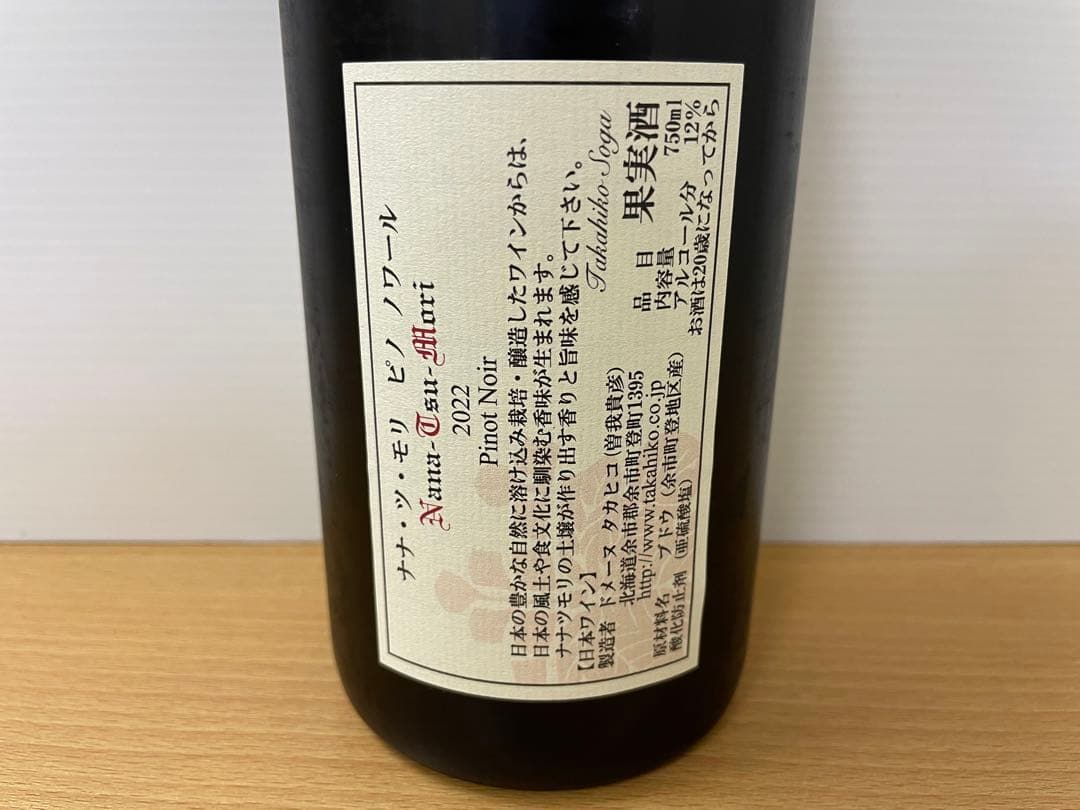 ナナ・ツ・モリ ピノ ノワール
Nana-Tsu-Mori
2022
Pinot Noir
日本の豊かな自然に溶け込み栽培・醸造したワインからは、
日本の風土や食文化に馴染む香味が生まれます。
ナナツモリの土壌が作り出す香りと旨味を感じて下さい。
Takahiko Soga
【日本ワイン】
製造者 ドメーヌ タカヒコ (曽我貴彦)
北海道余市郡余市町登町1395
http://www.takahiko.co.jp
原材料名 ブドウ (余市町登地区産)
酸化防止剤 (亜硫酸塩)
品目 果実酒
内容量 750ml
アルコール分 12%
お酒は20歳になってから